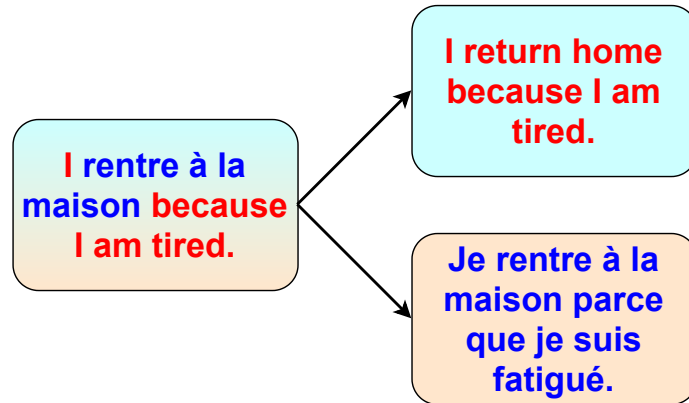 I rentre à la
maison because
I am tired.
I return home
because I am
tired.
Je rentre à la
maison parce
que je suis
fatigué.